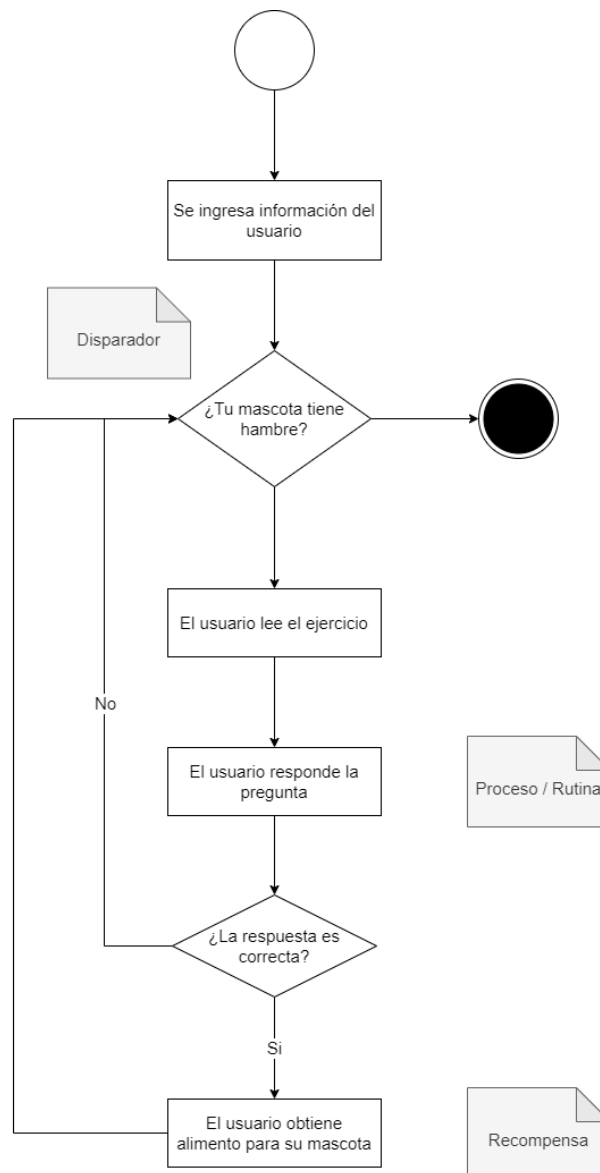 Se ingresa información del
usuario
Disparador
¿Tu mascota tiene
hambre?
El usuario lee el ejercicio
No
El usuario responde la
pregunta
Proceso / Rutina
¿La respuesta es
correcta?
Si
El usuario obtiene
alimento para su mascota
Recompensa